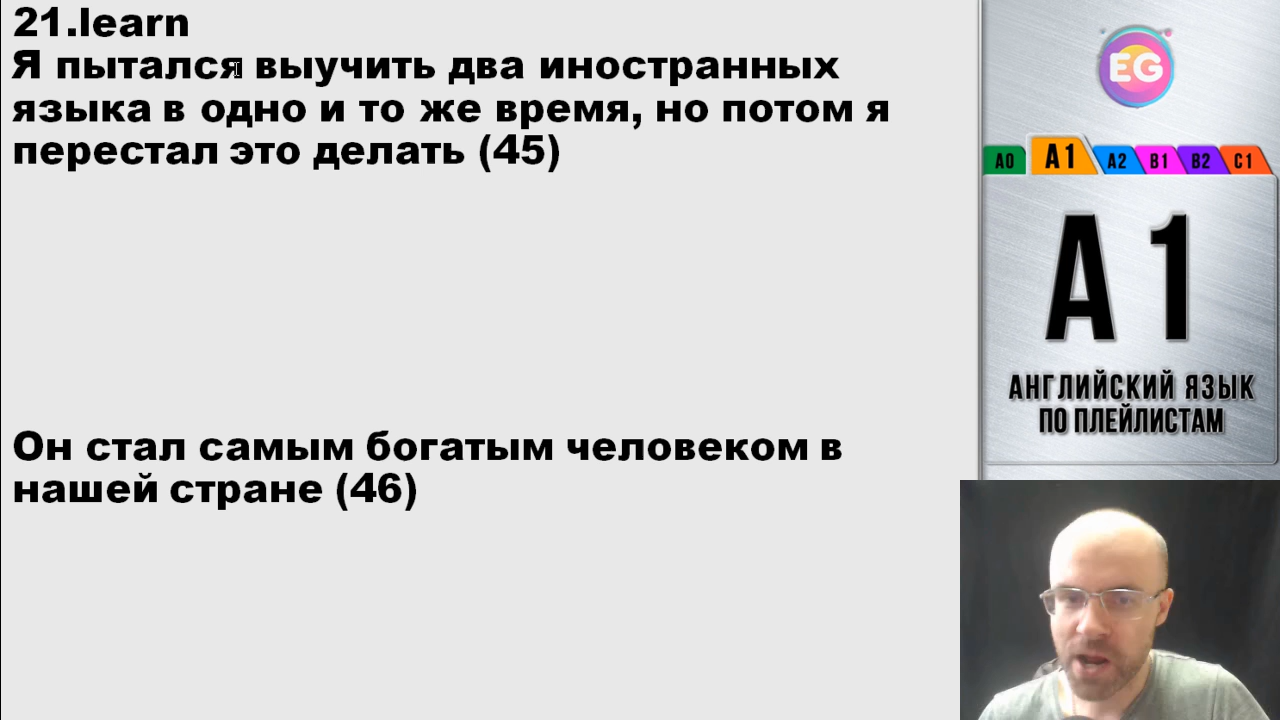 21.learn
Я пытался выучить два иностранных
языка в одно и то же время, но потом я
перестал это делать (45)
Он стал самым богатым человеком в
нашей стране (46)
EG
A0 A1 A2 B1 B2 C1
A1
АНГЛИЙСКИЙ ЯЗЫК
ПО ПЛЕЙЛИСТАМ